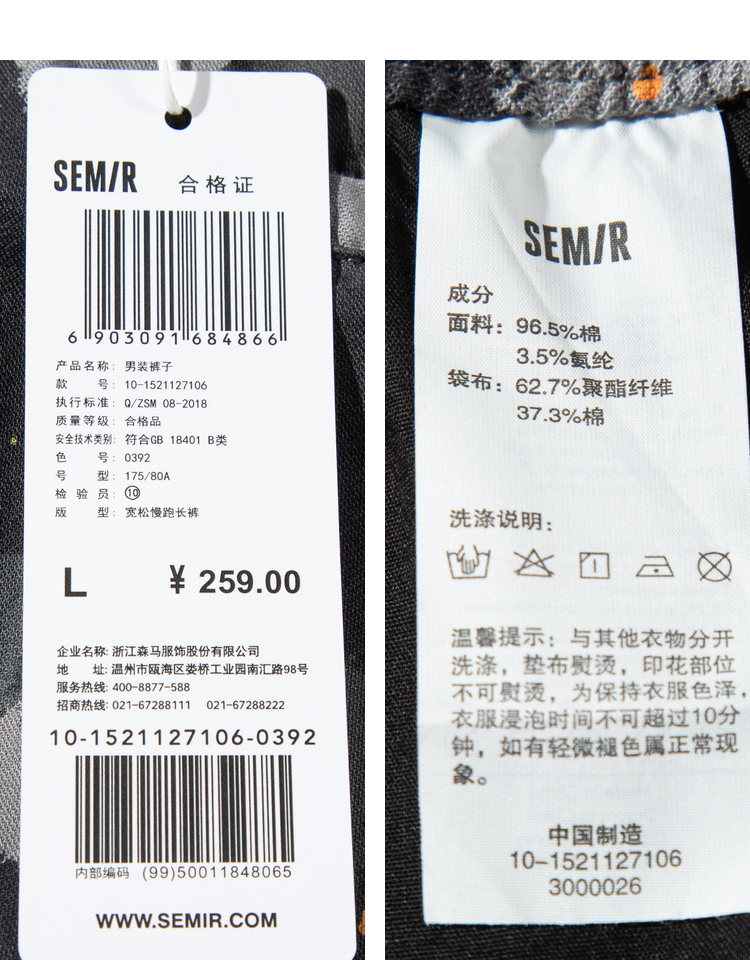 SEMIR 合格证
6 903091 684866
产品名称: 男装裤子
款 号: 10-1521127106
执行标准: Q/ZSM 08-2018
质量等级: 合格品
安全技术类别: 符合GB 18401 B类
色 号: 0392
号 型: 175/80A
检 验 员: ⑩
版 型: 宽松慢跑长裤
L ¥ 259.00
企业名称: 浙江森马服饰股份有限公司
地 址: 温州市瓯海区娄桥工业园南汇路98号
服务热线: 400-8877-588
招商热线: 021-67288111 021-67288222
10-1521127106-0392
内部编码 (99)50011848065
WWW.SEMIR.COM
SEMIR
成分
面料: 96.5%棉
3.5%氨纶
袋布: 62.7%聚酯纤维
37.3%棉
洗涤说明:
温馨提示: 与其他衣物分开
洗涤, 垫布熨烫, 印花部位
不可熨烫, 为保持衣服色泽,
衣服浸泡时间不可超过10分
钟, 如有轻微褪色属正常现
象。
中国制造
10-1521127106
3000026